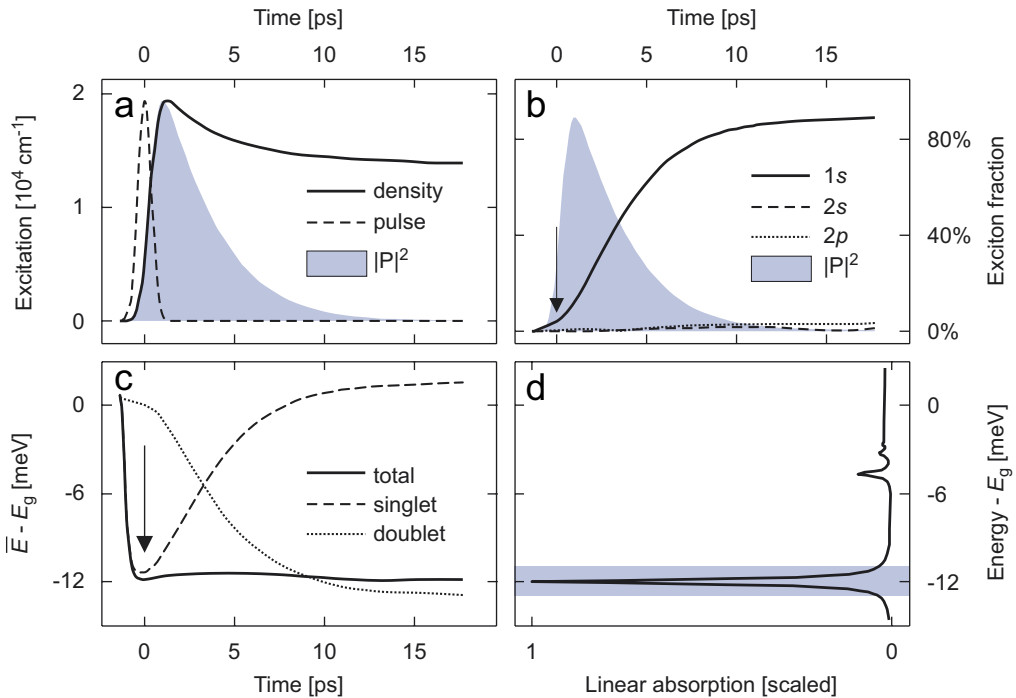 Time [ps]
Time [ps]
0 5 10 15
0 5 10 15
a
2
1
0
Excitation [10⁴ cm⁻¹]
density
pulse
|P|²
b
80%
40%
0%
Exciton fraction
1s
2s
2p
|P|²
c
0
-6
-12
E̅ - E_g [meV]
total
singlet
doublet
0 5 10 15
Time [ps]
d
0
-6
-12
Energy - E_g [meV]
1 0
Linear absorption [scaled]